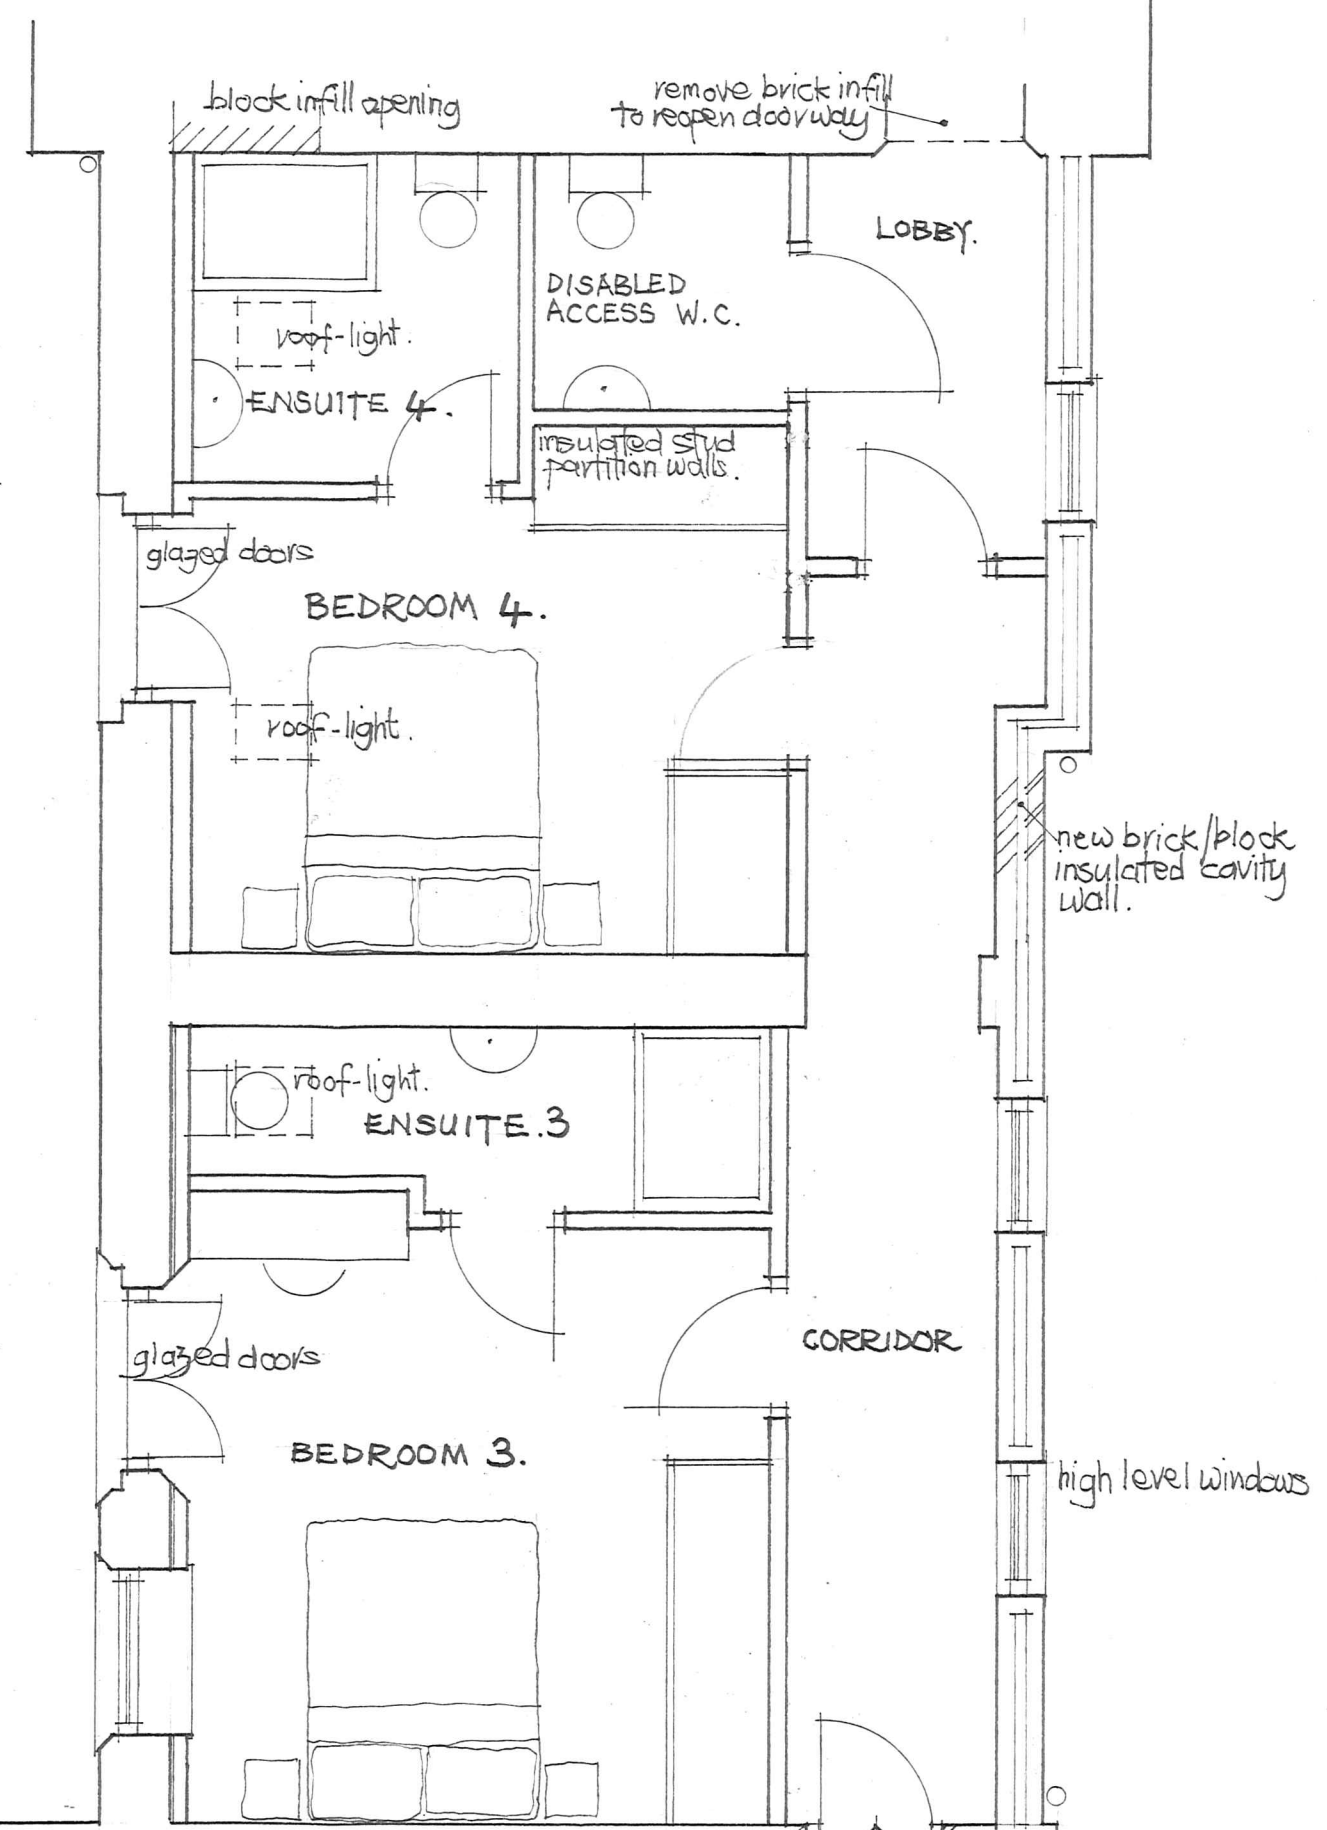 block infill opening
remove brick infill
to reopen doorway
LOBBY.
DISABLED
ACCESS W.C.
roof-light.
ENSUITE 4.
insulated stud
partition walls.
glazed doors
BEDROOM 4.
roof-light.
new brick/block
insulated cavity
wall.
roof-light.
ENSUITE.3
CORRIDOR
glazed doors
BEDROOM 3.
high level windows